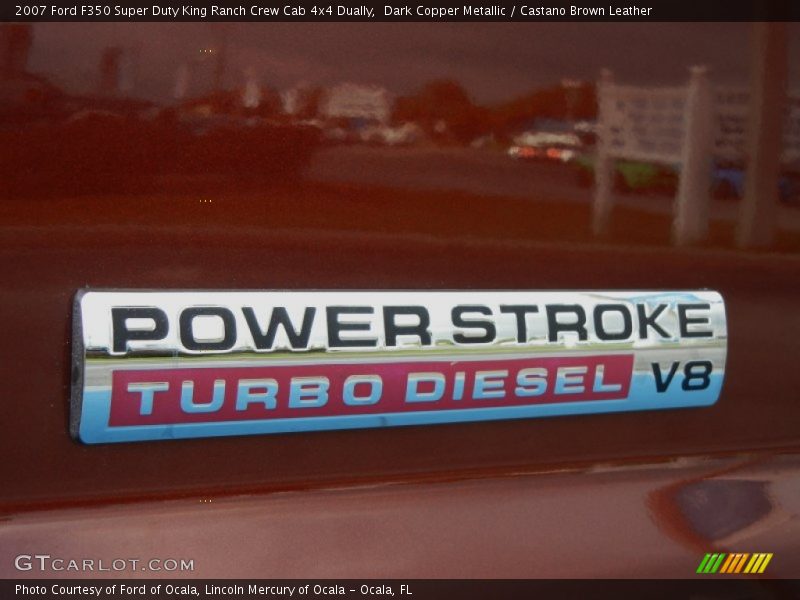 2007 Ford F350 Super Duty King Ranch Crew Cab 4x4 Dually,  Dark Copper Metallic / Castano Brown Leather
POWER STROKE
TURBO DIESEL V8
GTCARLOT.COM
Photo Courtesy of Ford of Ocala, Lincoln Mercury of Ocala - Ocala, FL